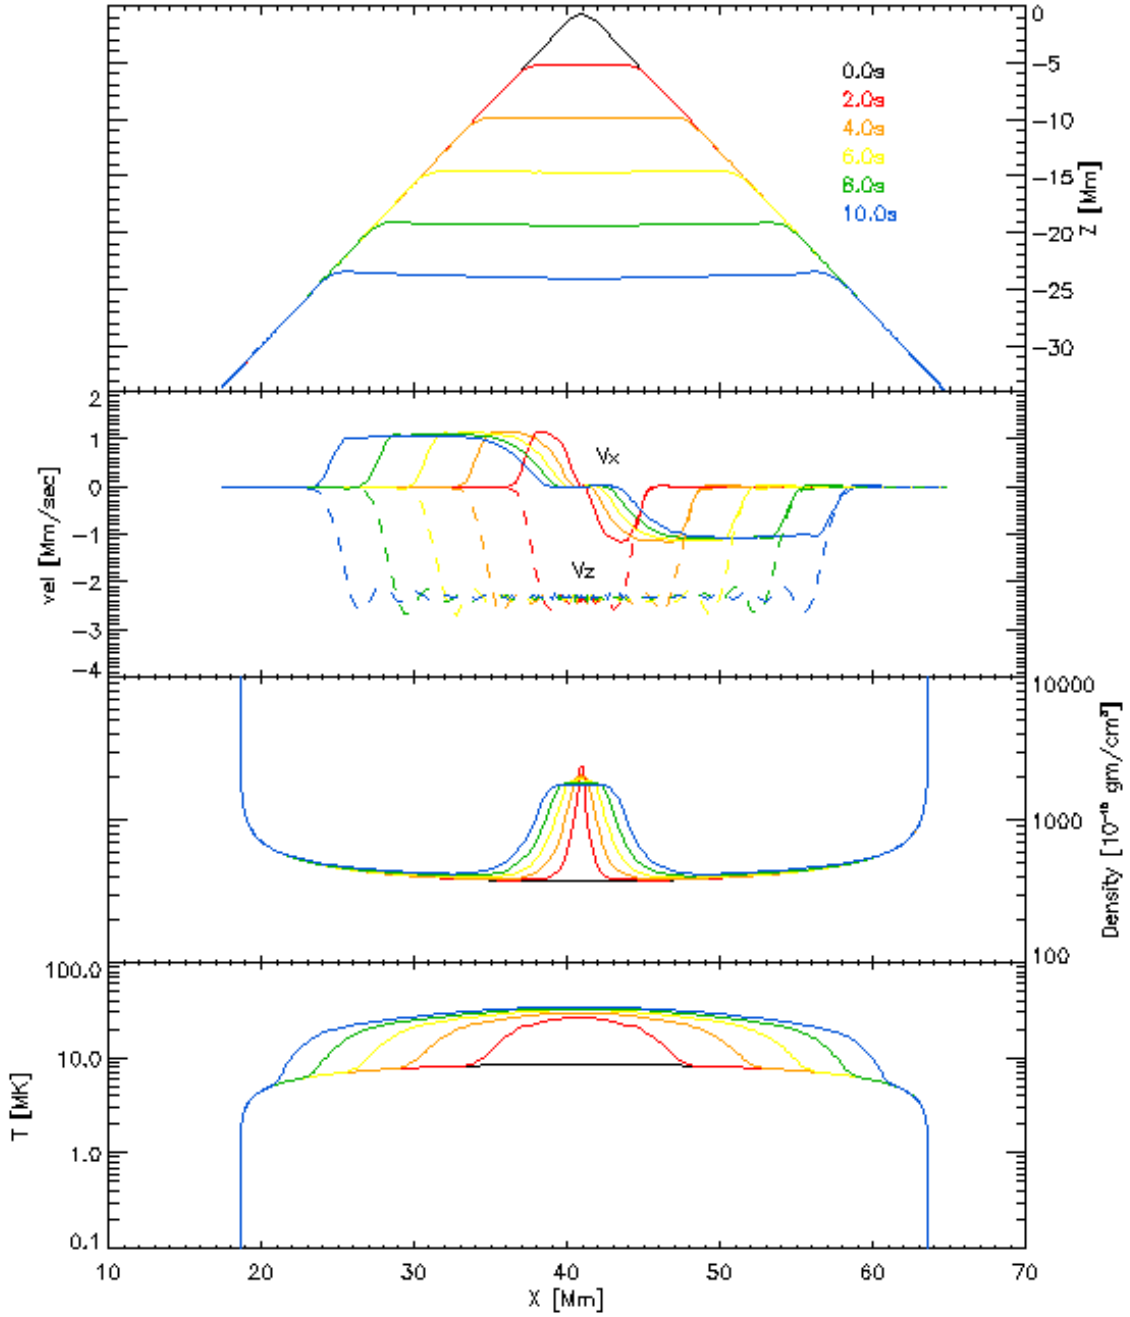 0
-5
-10
-15
-20
-25
-30
Z [Mm]
0.0s
2.0s
4.0s
6.0s
8.0s
10.0s
2
1
0
-1
-2
-3
-4
vel [Mm/sec]
Vx
Vz
10000
1000
100
Density [10⁻¹⁶ gm/cm³]
100.0
10.0
1.0
0.1
T [MK]
10 20 30 40 50 60 70
X [Mm]